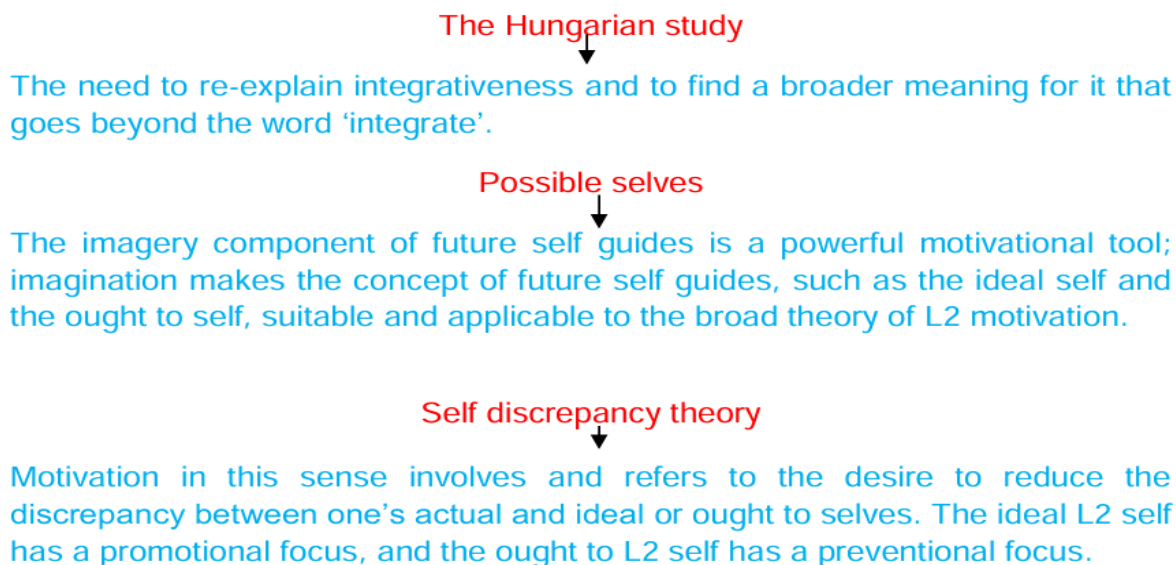 The Hungarian study
The need to re-explain integrativeness and to find a broader meaning for it that
goes beyond the word ‘integrate’.
Possible selves
The imagery component of future self guides is a powerful motivational tool;
imagination makes the concept of future self guides, such as the ideal self and
the ought to self, suitable and applicable to the broad theory of L2 motivation.
Self discrepancy theory
Motivation in this sense involves and refers to the desire to reduce the
discrepancy between one’s actual and ideal or ought to selves. The ideal L2 self
has a promotional focus, and the ought to L2 self has a preventional focus.